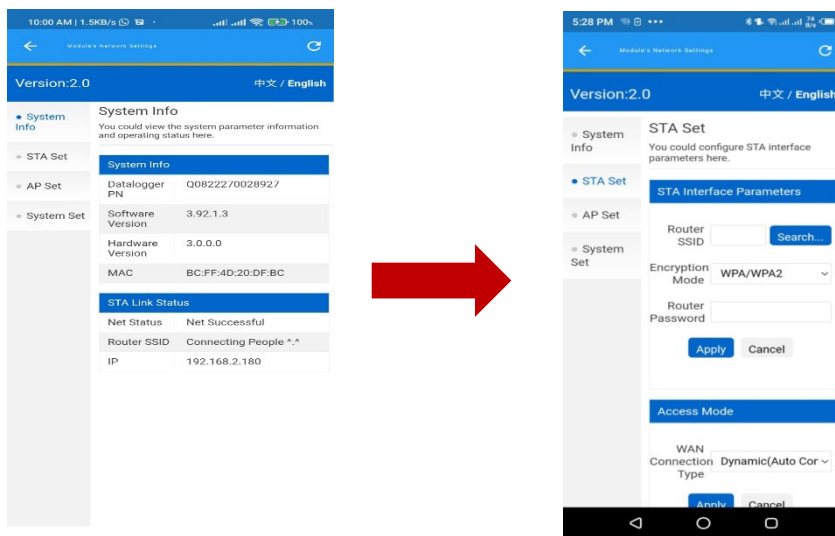 10:00 AM | 1.5KB/s
100%
Module's Network Settings
Version:2.0
中文 / English
System Info
STA Set
AP Set
System Set
System Info
You could view the system parameter information
and operating status here.
System Info
Datalogger PN Q0822270028927
Software Version 3.92.1.3
Hardware Version 3.0.0.0
MAC BC:FF:4D:20:DF:BC
STA Link Status
Net Status Net Successful
Router SSID Connecting People ^.^
IP 192.168.2.180
5:28 PM
74 B/s
Module's Network Settings
Version:2.0
中文 / English
System Info
STA Set
AP Set
System Set
STA Set
You could configure STA interface
parameters here.
STA Interface Parameters
Router SSID Search...
Encryption Mode WPA/WPA2
Router Password
Apply Cancel
Access Mode
WAN Connection Type Dynamic(Auto Cor
Apply Cancel